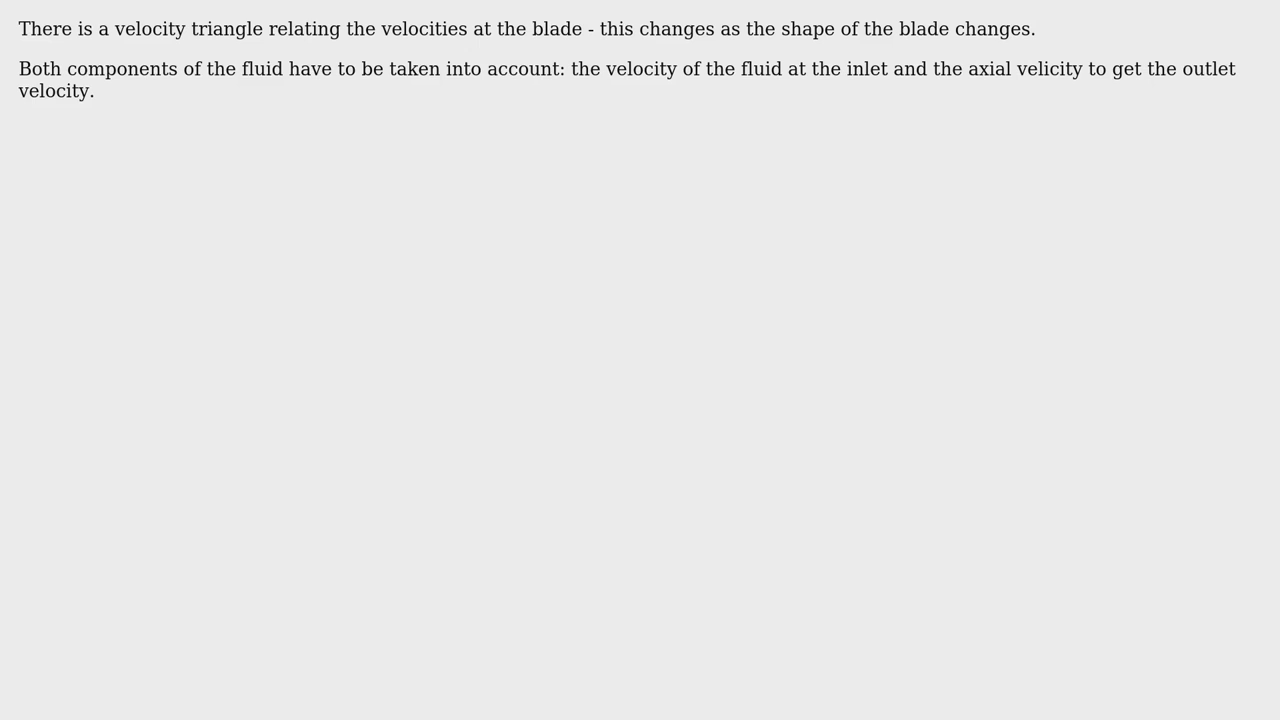 There is a velocity triangle relating the velocities at the blade - this changes as the shape of the blade changes.
Both components of the fluid have to be taken into account: the velocity of the fluid at the inlet and the axial velicity to get the outlet
velocity.